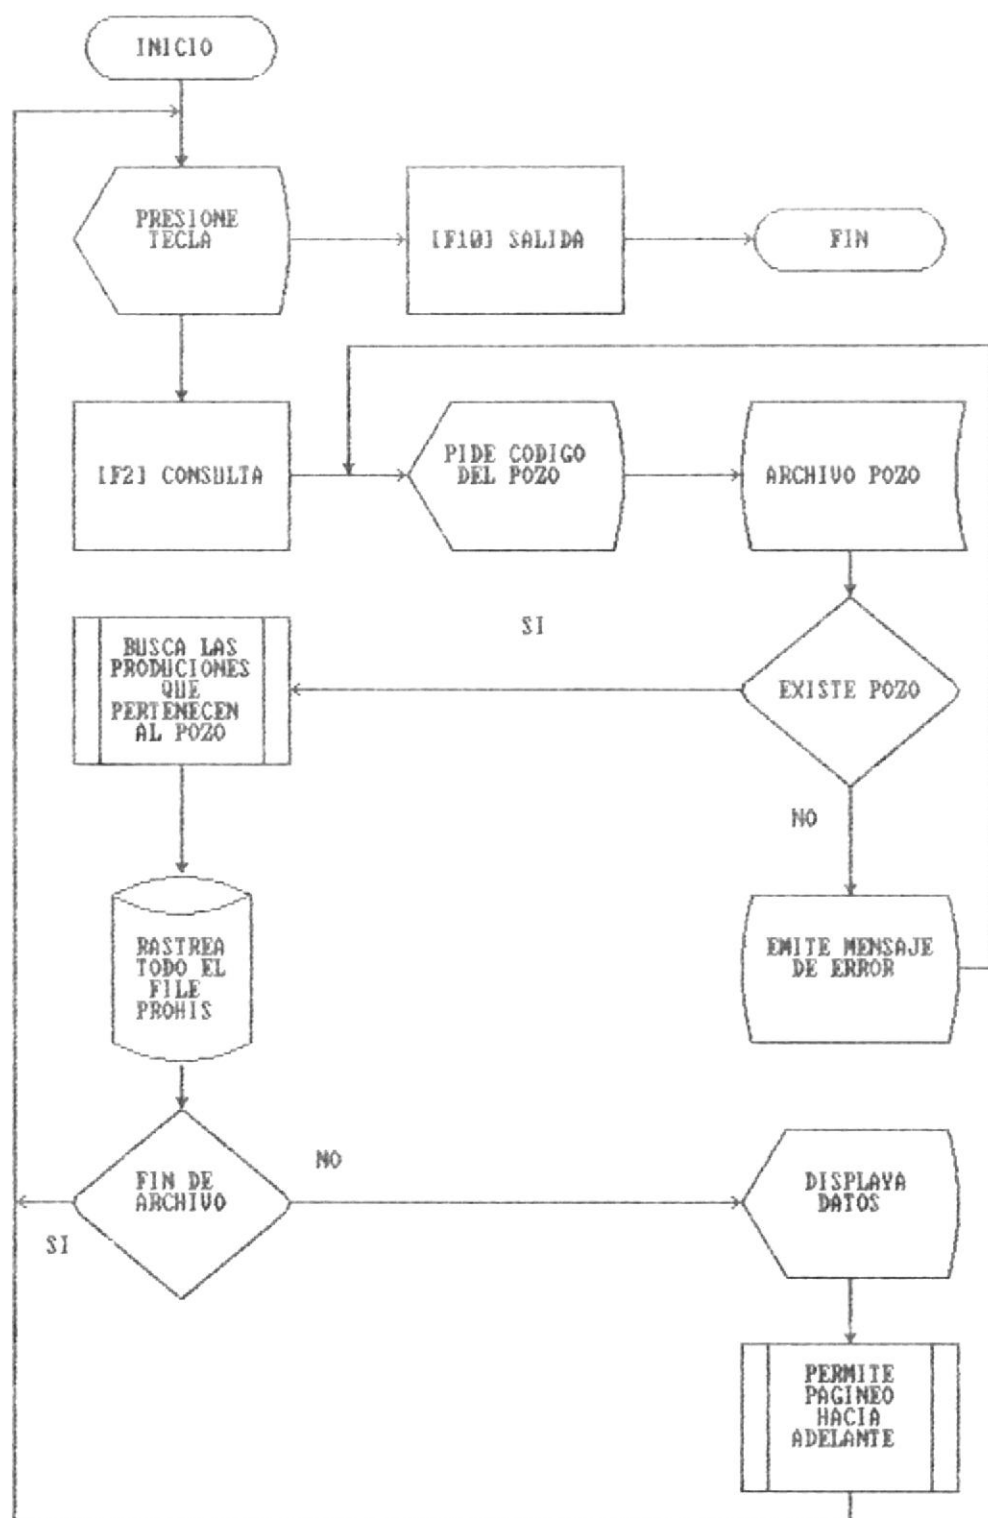 INICIO
PRESIONE
TECLA
[F10] SALIDA
FIN
[F2] CONSULTA
PIDE CODIGO
DEL POZO
ARCHIVO POZO
SI
BUSCA LAS
PRODUCIONES
QUE
PERTENECEN
AL POZO
EXISTE POZO
NO
RASTREA
TODO EL
FILE
PROHIS
EMITE MENSAJE
DE ERROR
FIN DE
ARCHIVO
NO
SI
DISPLAYA
DATOS
PERMITE
PAGINEO
HACIA
ADELANTE